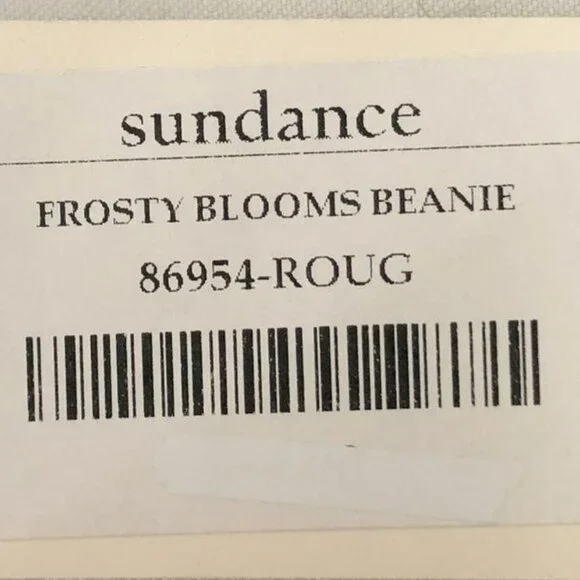 sundance
FROSTY BLOOMS BEANIE
86954-ROUG